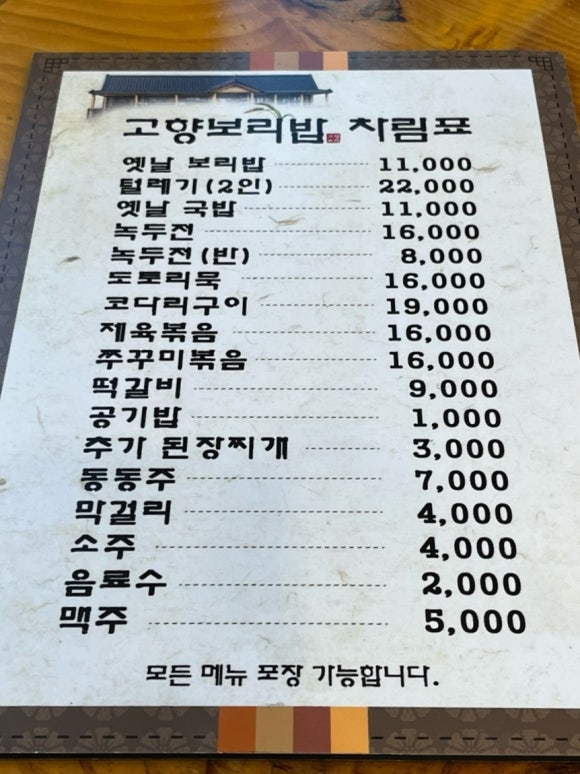 고향보리밥 차림표
옛날 보리밥 11,000
털레기(2인) 22,000
옛날 국밥 11,000
녹두전 16,000
녹두전(반) 8,000
도토리묵 16,000
코다리구이 19,000
제육볶음 16,000
쭈꾸미볶음 16,000
떡갈비 9,000
공기밥 1,000
추가 된장찌개 3,000
동동주 7,000
막걸리 4,000
소주 4,000
음료수 2,000
맥주 5,000
모든 메뉴 포장 가능합니다.